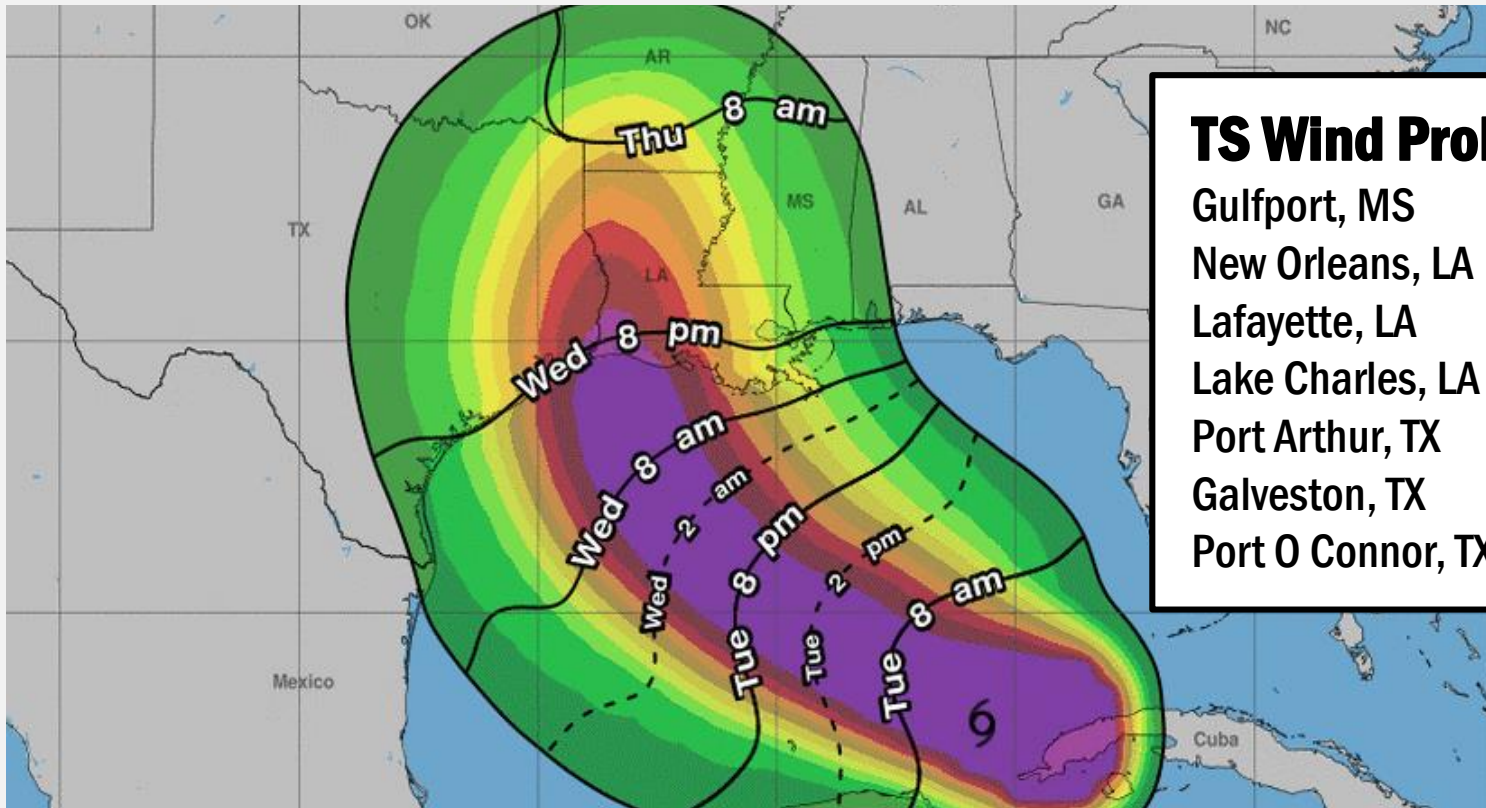 OK
AR
NC
Thu 8 am
TX
MS
AL
GA
LA
Wed 8 pm
Wed 8 am
Wed 2 am
Tue 8 pm
Tue 2 pm
Tue 8 am
Mexico
Cuba
TS Wind Pro
Gulfport, MS
New Orleans, LA
Lafayette, LA
Lake Charles, LA
Port Arthur, TX
Galveston, TX
Port O Connor, TX